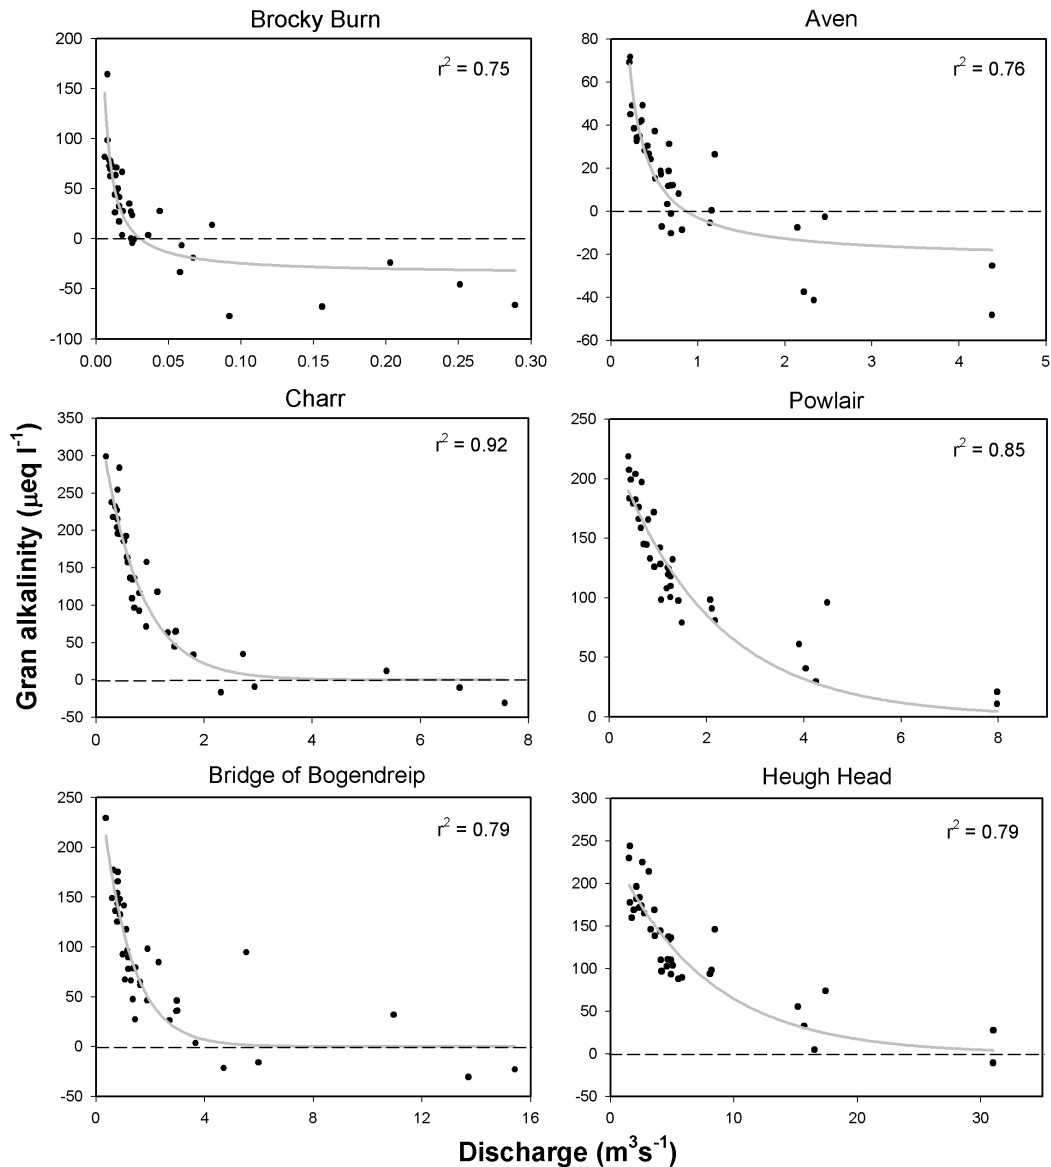 Brocky Burn
r² = 0.75
200
150
100
50
0
-50
-100
0.00 0.05 0.10 0.15 0.20 0.25 0.30
Aven
r² = 0.76
80
60
40
20
0
-20
-40
-60
0 1 2 3 4 5
Charr
r² = 0.92
350
300
250
200
150
100
50
0
-50
0 2 4 6 8
Powlair
r² = 0.85
250
200
150
100
50
0
0 2 4 6 8
Bridge of Bogendreip
r² = 0.79
250
200
150
100
50
0
-50
0 4 8 12 16
Heugh Head
r² = 0.79
300
250
200
150
100
50
0
-50
0 10 20 30
Gran alkalinity (μeq l⁻¹)
Discharge (m³s⁻¹)